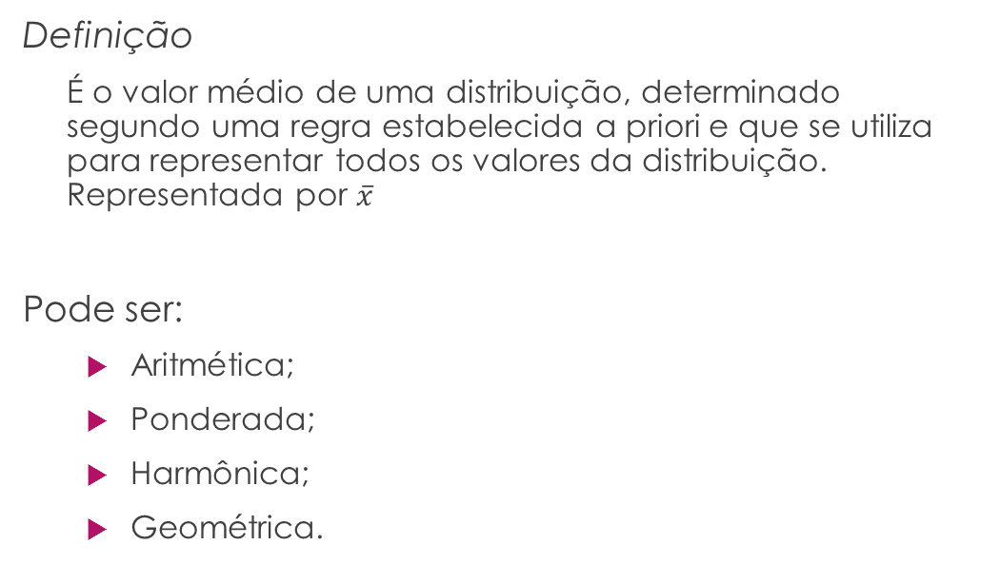 Definição
É o valor médio de uma distribuição, determinado
segundo uma regra estabelecida a priori e que se utiliza
para representar todos os valores da distribuição.
Representada por x̄
Pode ser:
Aritmética;
Ponderada;
Harmônica;
Geométrica.